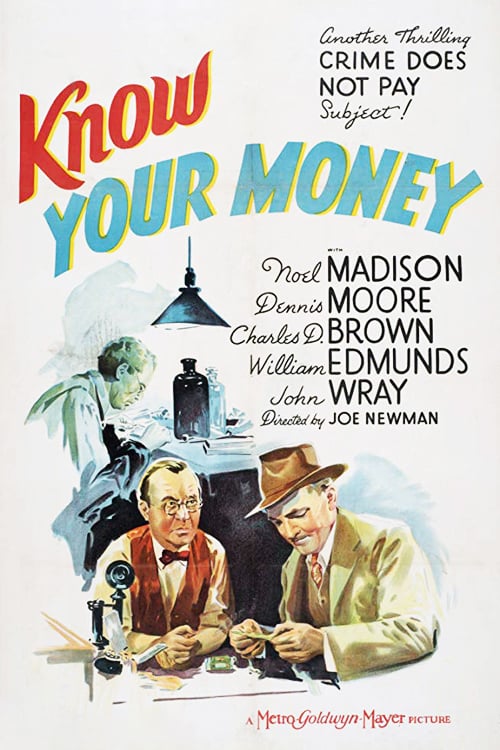 Another Thrilling
CRIME DOES
NOT PAY
Subject!
Know
YOUR MONEY
WITH
Noel MADISON
Dennis MOORE
Charles D. BROWN
William EDMUNDS
John WRAY
Directed by JOE NEWMAN
A Metro-Goldwyn-Mayer PICTURE